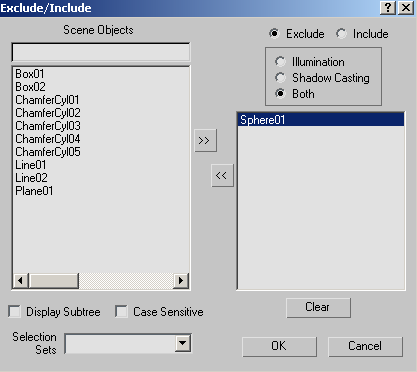 Exclude/Include
Scene Objects
Exclude
Include
Illumination
Shadow Casting
Both
Box01
Box02
ChamferCyl01
ChamferCyl02
ChamferCyl03
ChamferCyl04
ChamferCyl05
Line01
Line02
Plane01
>>
<<
Sphere01
Display Subtree
Case Sensitive
Clear
Selection
Sets
OK
Cancel